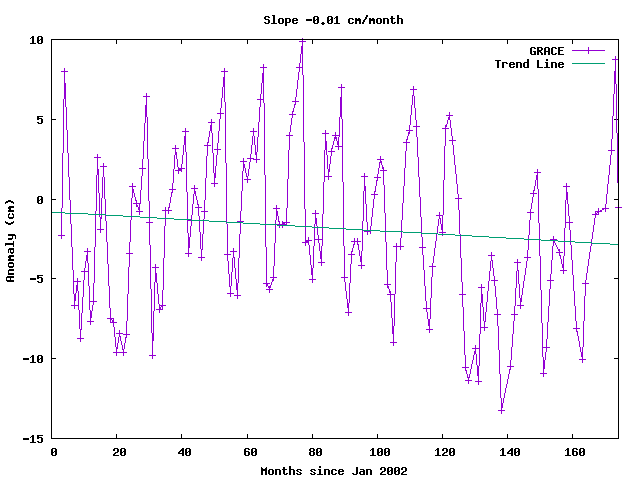 Slope -0.01 cm/month
GRACE
Trend Line
10
5
0
-5
-10
-15
Anomaly (cm)
0 20 40 60 80 100 120 140 160
Months since Jan 2002